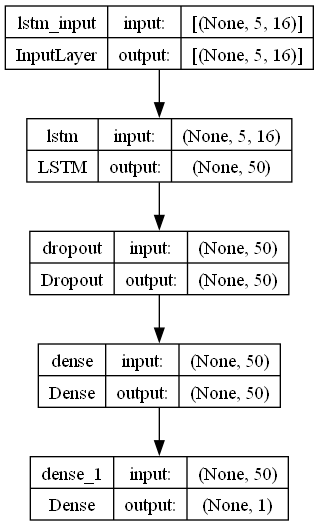 lstm_input input: [(None, 5, 16)]
InputLayer output: [(None, 5, 16)]
lstm input: (None, 5, 16)
LSTM output: (None, 50)
dropout input: (None, 50)
Dropout output: (None, 50)
dense input: (None, 50)
Dense output: (None, 50)
dense_1 input: (None, 50)
Dense output: (None, 1)